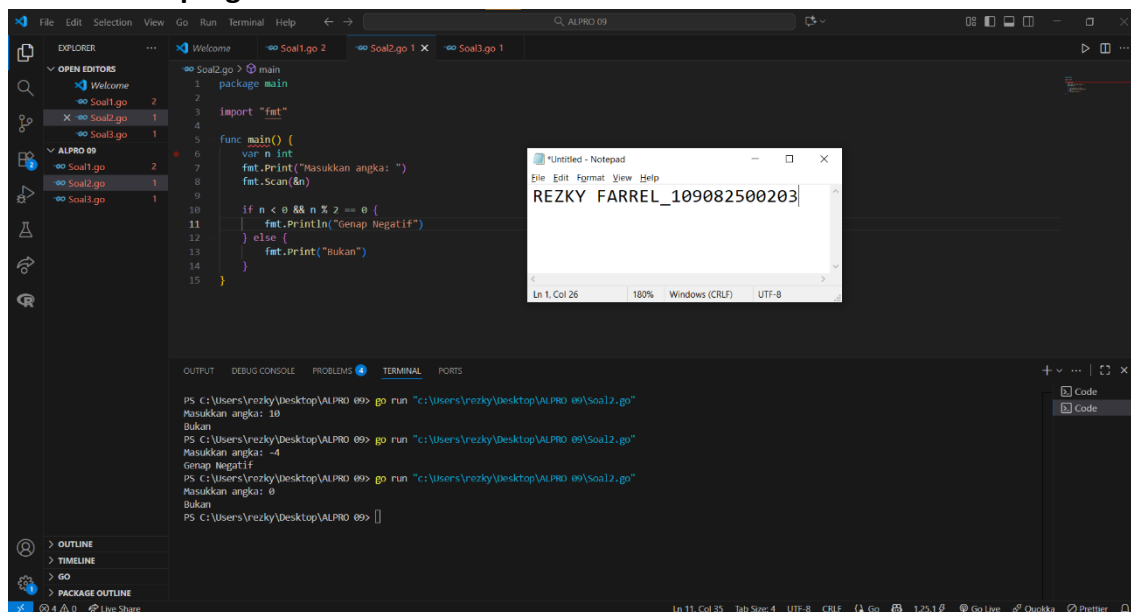 File Edit Selection View Go Run Terminal Help ALPRO 09
EXPLORER
Welcome Soal1.go 2 Soal2.go 1 Soal3.go 1
OPEN EDITORS
Welcome
Soal1.go 2
Soal2.go 1
Soal3.go 1
ALPRO 09
Soal1.go 2
Soal2.go 1
Soal3.go 1
OUTLINE
TIMELINE
GO
PACKAGE OUTLINE
Soal2.go > main
1 package main
2
3 import "fmt"
4
5 func main() {
6 var n int
7 fmt.Print("Masukkan angka: ")
8 fmt.Scan(&n)
9
10 if n < 0 && n % 2 == 0 {
11 fmt.Println("Genap Negatif")
12 } else {
13 fmt.Print("Bukan")
14 }
15 }
*Untitled - Notepad
File Edit Format View Help
REZKY FARREL_109082500203
Ln 1, Col 26 180% Windows (CRLF) UTF-8
OUTPUT DEBUG CONSOLE PROBLEMS 4 TERMINAL PORTS
PS C:\Users\rezky\Desktop\ALPRO 09> go run "c:\Users\rezky\Desktop\ALPRO 09\Soal2.go"
Masukkan angka: 10
Bukan
PS C:\Users\rezky\Desktop\ALPRO 09> go run "c:\Users\rezky\Desktop\ALPRO 09\Soal2.go"
Masukkan angka: -4
Genap Negatif
PS C:\Users\rezky\Desktop\ALPRO 09> go run "c:\Users\rezky\Desktop\ALPRO 09\Soal2.go"
Masukkan angka: 0
Bukan
PS C:\Users\rezky\Desktop\ALPRO 09>
Code
Code
4 0 Live Share Ln 11, Col 35 Tab Size: 4 UTF-8 CRLF Go 1.25.1 Go Live Quokka Prettier